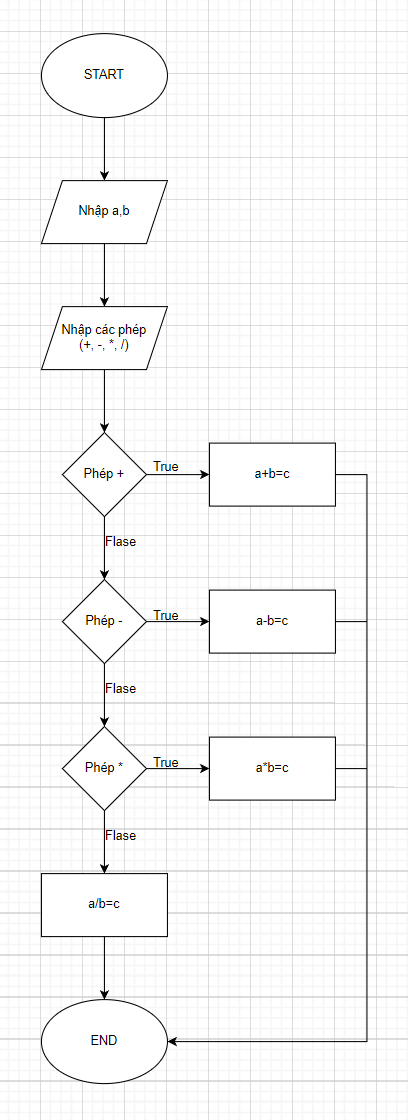 START
Nhập a,b
Nhập các phép
(+, -, *, /)
Phép +
True
a+b=c
Flase
Phép -
True
a-b=c
Flase
Phép *
True
a*b=c
Flase
a/b=c
END